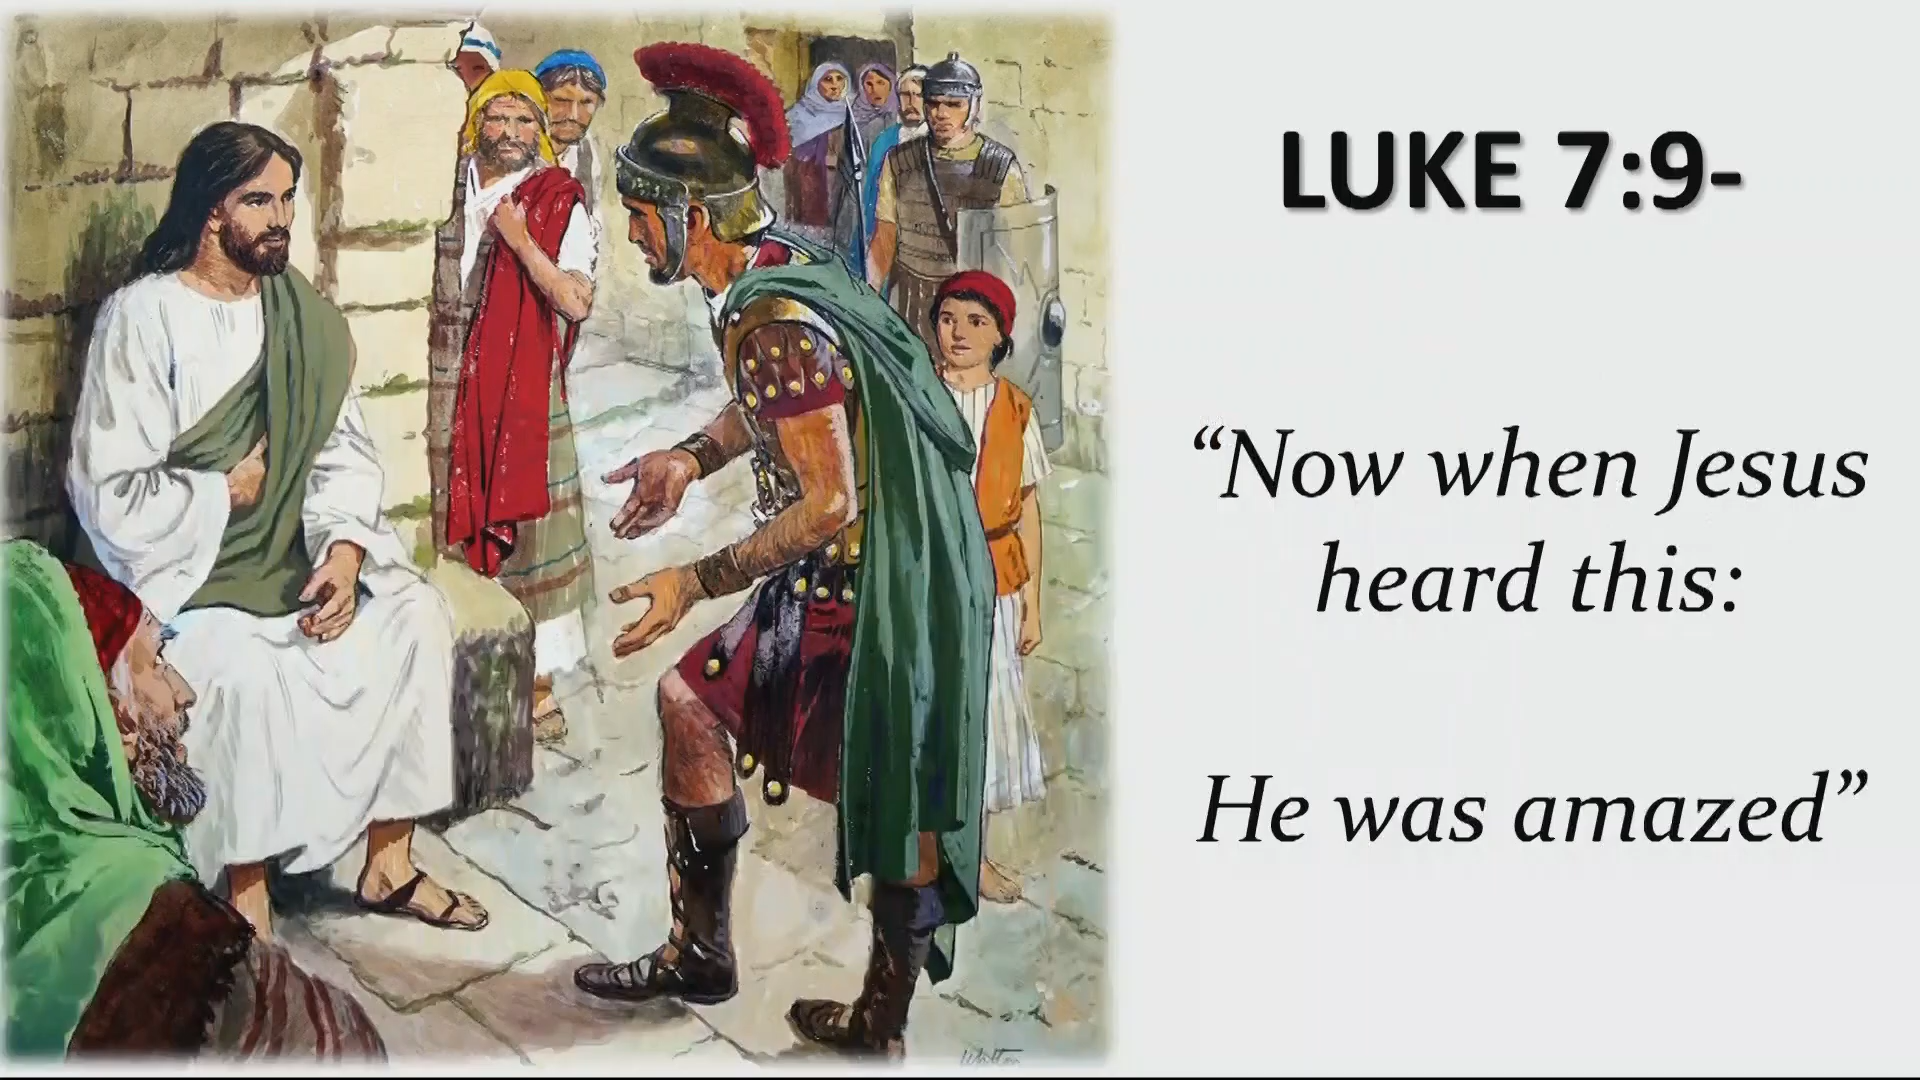 LUKE 7:9-
“Now when Jesus
heard this:
He was amazed”